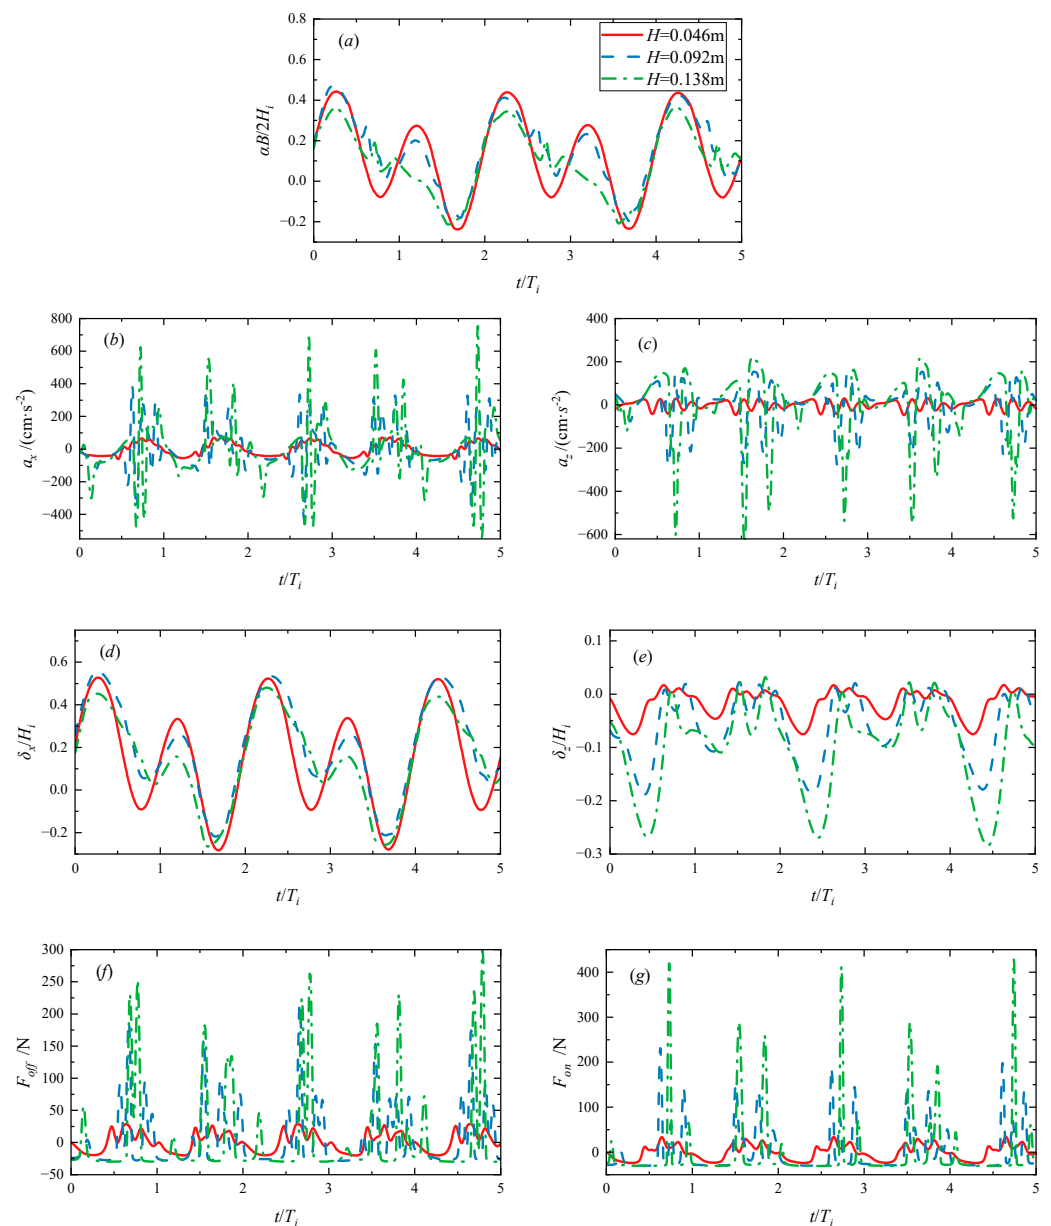 (a)
H=0.046m
H=0.092m
H=0.138m
αB/2Hᵢ
0.8
0.6
0.4
0.2
0.0
−0.2
0 1 2 3 4 5
t/Tᵢ
(b)
aₓ/(cm·s⁻²)
800
600
400
200
0
−200
−400
0 1 2 3 4 5
t/Tᵢ
(c)
a_z/(cm·s⁻²)
400
200
0
−200
−400
−600
0 1 2 3 4 5
t/Tᵢ
(d)
δₓ/Hᵢ
0.6
0.4
0.2
0.0
−0.2
0 1 2 3 4 5
t/Tᵢ
(e)
δ_z/Hᵢ
0.1
0.0
−0.1
−0.2
−0.3
0 1 2 3 4 5
t/Tᵢ
(f)
F_off /N
300
250
200
150
100
50
0
−50
0 1 2 3 4 5
t/Tᵢ
(g)
F_on /N
400
300
200
100
0
0 1 2 3 4 5
t/Tᵢ